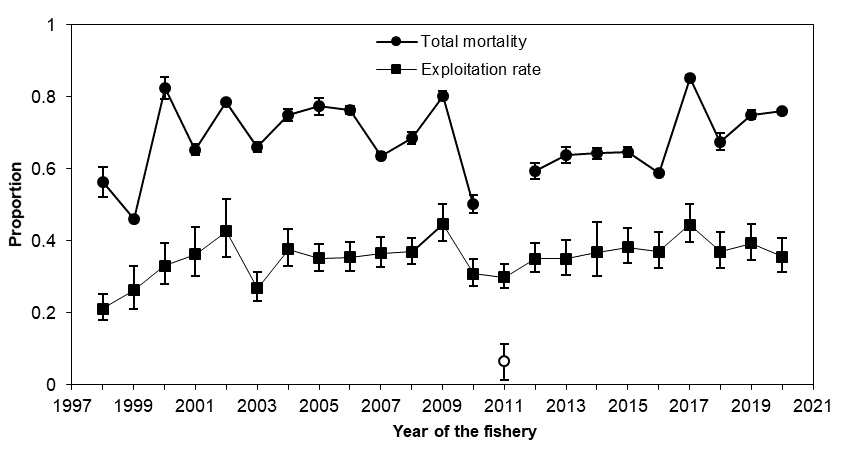 1
Total mortality
Exploitation rate
0.8
0.6
0.4
0.2
0
Proportion
1997 1999 2001 2003 2005 2007 2009 2011 2013 2015 2017 2019 2021
Year of the fishery